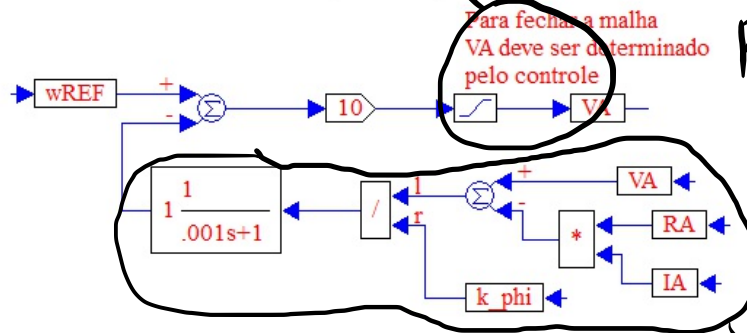 Para fechar a malha
VA deve ser determinado
pelo controle
wREF
+
-
Σ
10
VA
1
1
.001s+1
/
l
r
Σ
+
-
VA
*
RA
IA
k_phi